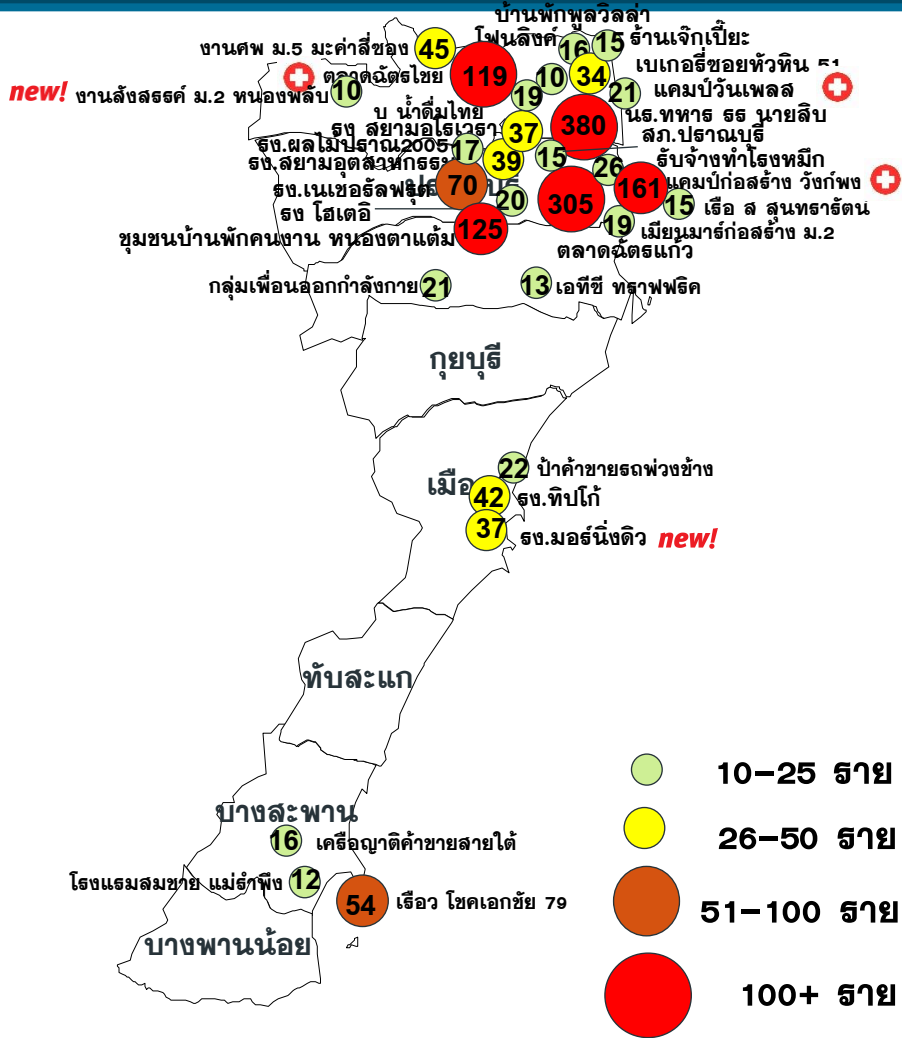 บ้านพักพูลวิลล่า
งานศพ ม.5 มะค่าสี่ซอง
45
โฟนลิงค์
16
15
ร้านเจ๊กเปี๊ยะ
ตลาดฉัตรไชย
119
10
34
เบเกอรี่ซอยหัวหิน 51
new! งานสังสรรค์ ม.2 หนองพลับ
10
19
21
แคมป์วันเพลส
บ น้ำดื่มไทย
นร.ทหาร รร นายสิบ
รง สยามอโรเวรา
37
380
สภ.ปราณบุรี
รง.ผลไม้ปราณ2005
17
15
รับจ้างทำโรงหมึก
รง.สยามอุตสาหกรรม
39
26
แคมป์ก่อสร้าง วังก์พง
รง.เนเชอรัลฟรุต
70
20
305
161
15
เรือ ส สุนทรารัตน์
รง โฮเตอิ
19
เมียนมาร์ก่อสร้าง ม.2
ชุมชนบ้านพักคนงาน หนองตาแต้ม
125
ตลาดฉัตรแก้ว
กลุ่มเพื่อนออกกำลังกาย
21
13
เอทีซี ทราฟฟริค
กุยบุรี
เมือ
22
ป้าค้าขายรถพ่วงข้าง
42
รง.ทิปโก้
37
รง.มอร์นิ่งดิว new!
ทับสะแก
10-25 ราย
บางสะพาน
16
เครือญาติค้าขายสายใต้
26-50 ราย
โรงแรมสมชาย แม่รำพึง
12
54
เรือว โชคเอกชัย 79
51-100 ราย
บางพานน้อย
100+ ราย